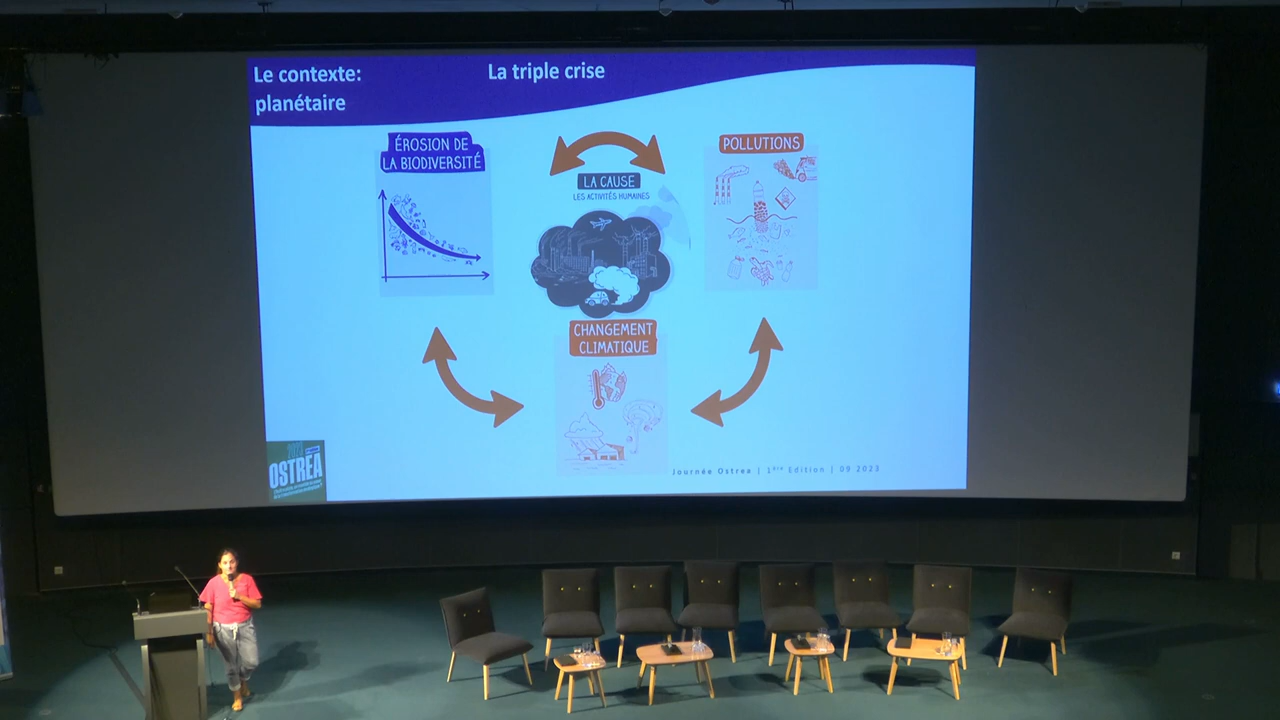 Le contexte:
planétaire
La triple crise
ÉROSION DE
LA BIODIVERSITÉ
LA CAUSE
LES ACTIVITÉS HUMAINES
POLLUTIONS
CHANGEMENT
CLIMATIQUE
OSTREA
Journée Ostrea | 1ère Edition | 09 2023